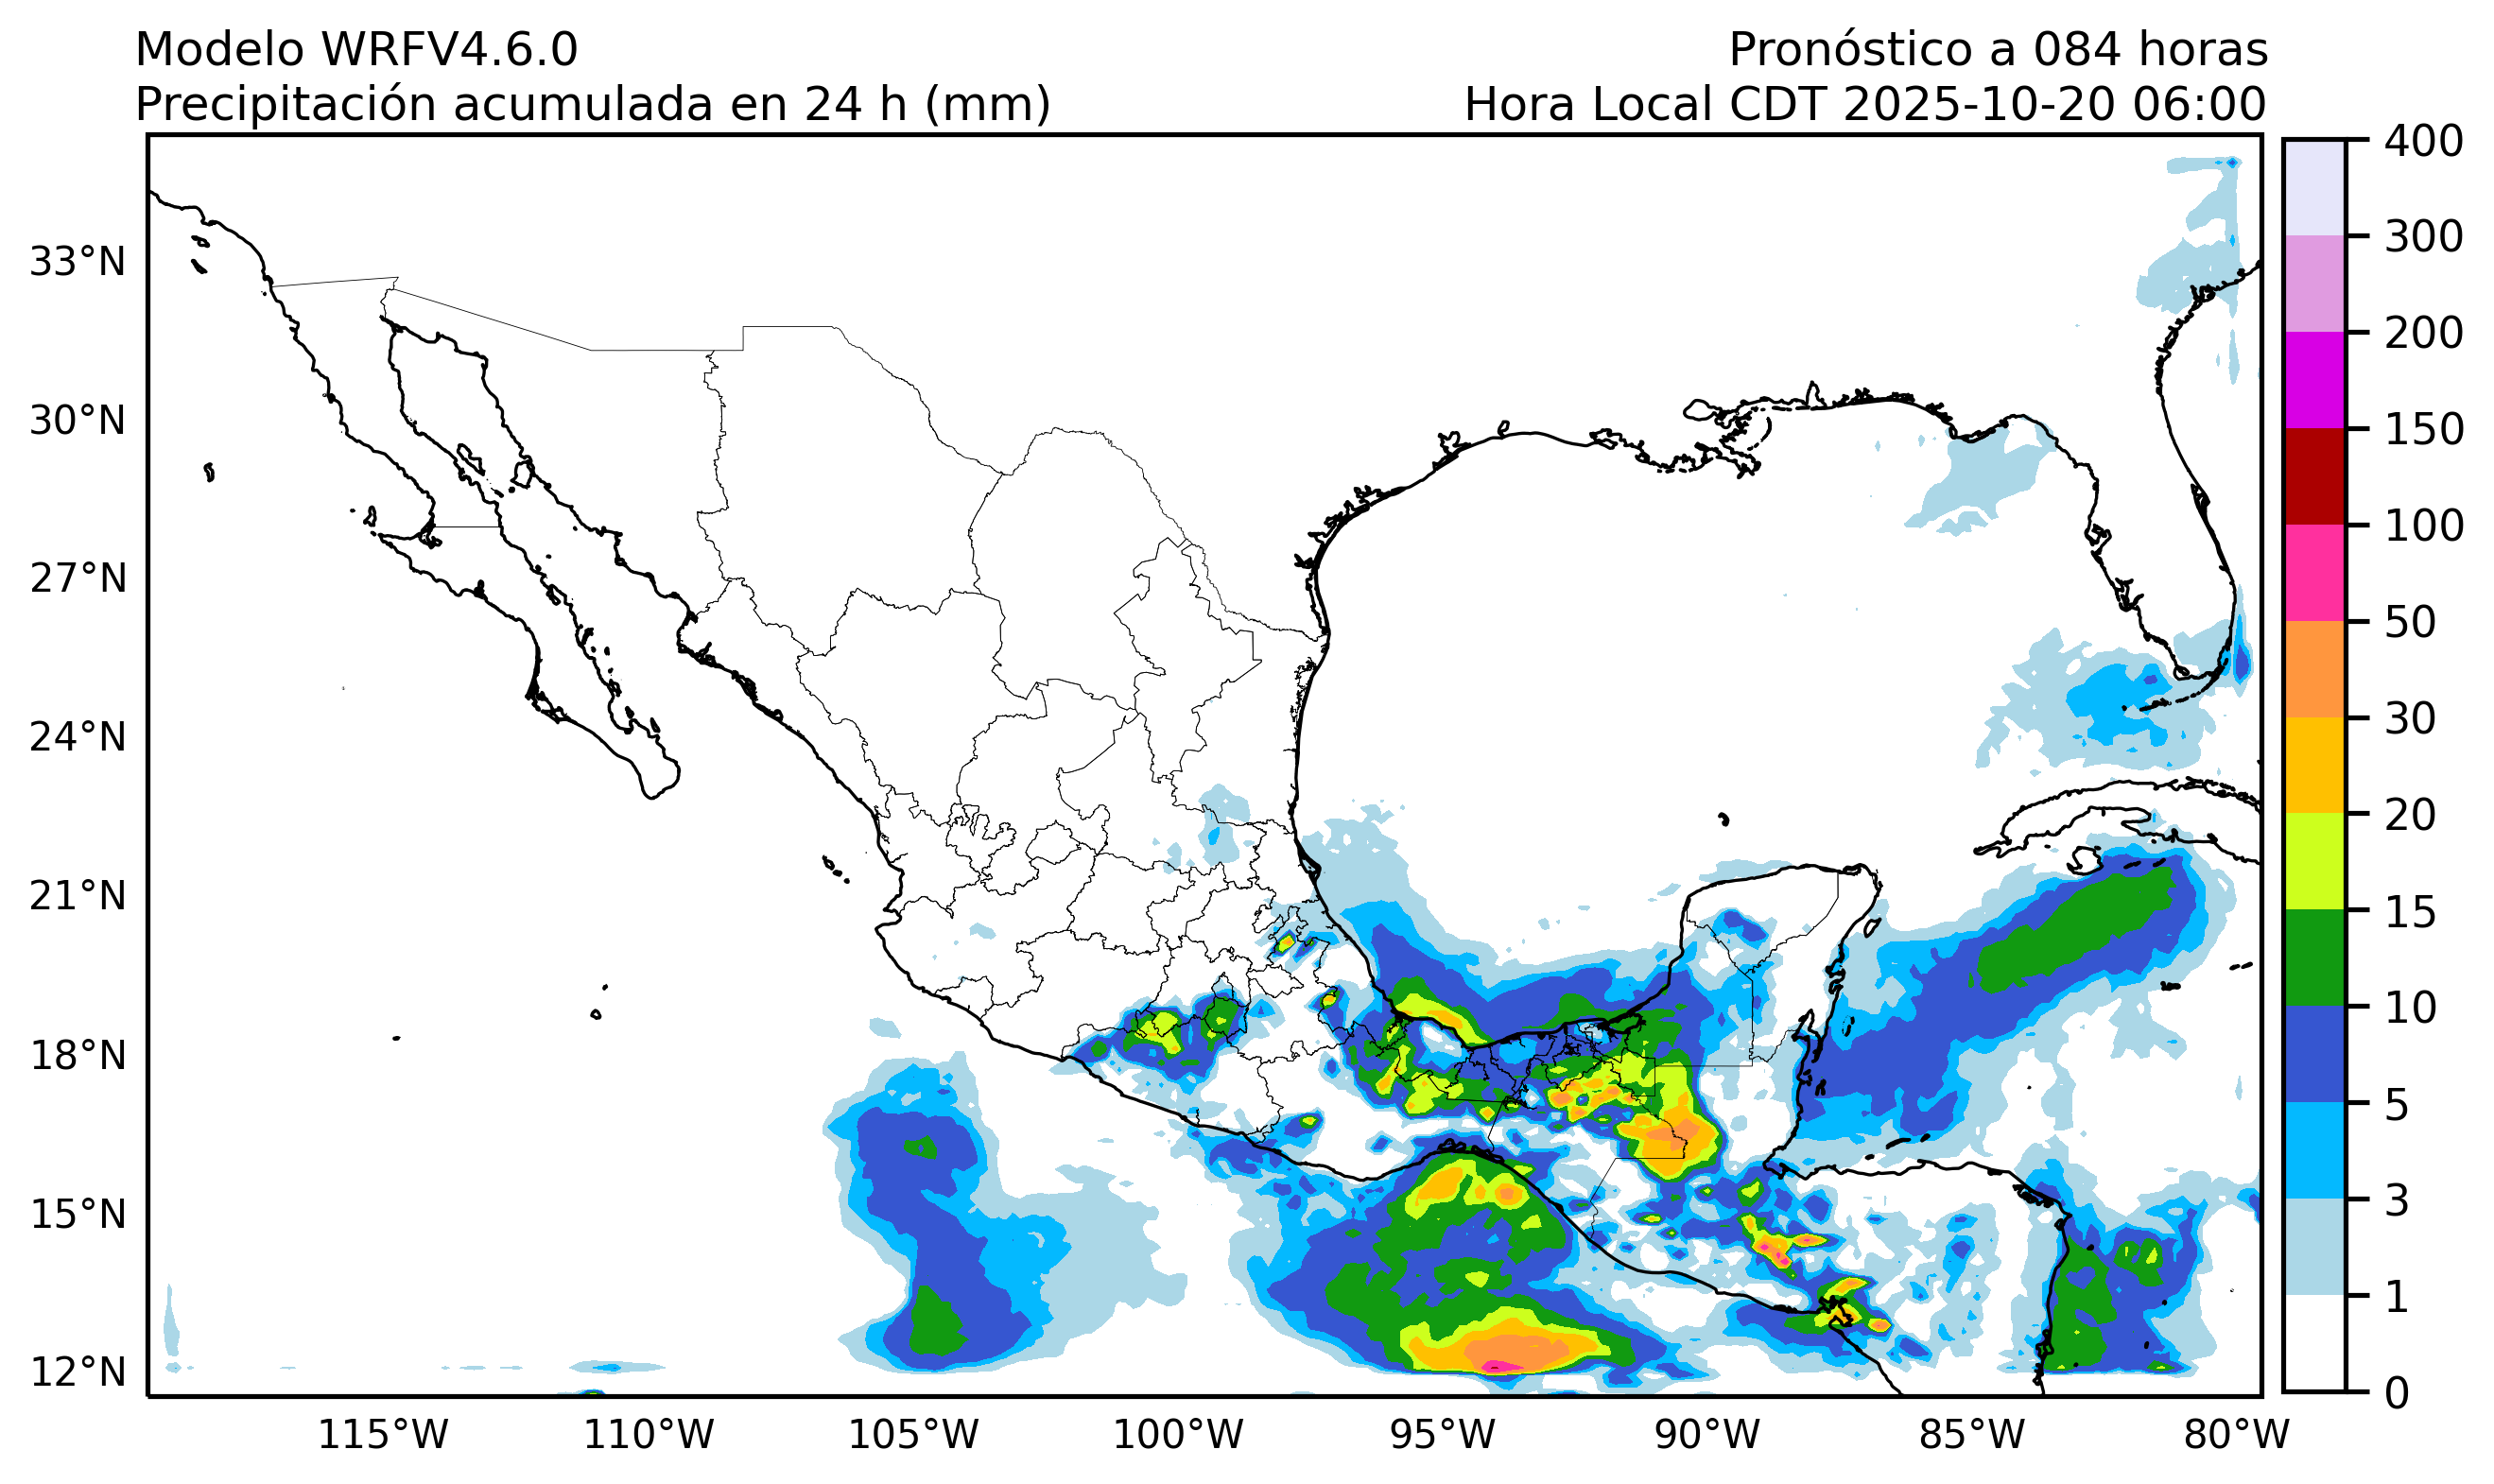 Modelo WRFV4.6.0
Pronóstico a 084 horas
Precipitación acumulada en 24 h (mm)
Hora Local CDT 2025-10-20 06:00
33°N
30°N
27°N
24°N
21°N
18°N
15°N
12°N
115°W
110°W
105°W
100°W
95°W
90°W
85°W
80°W
400
300
200
150
100
50
30
20
15
10
5
3
1
0